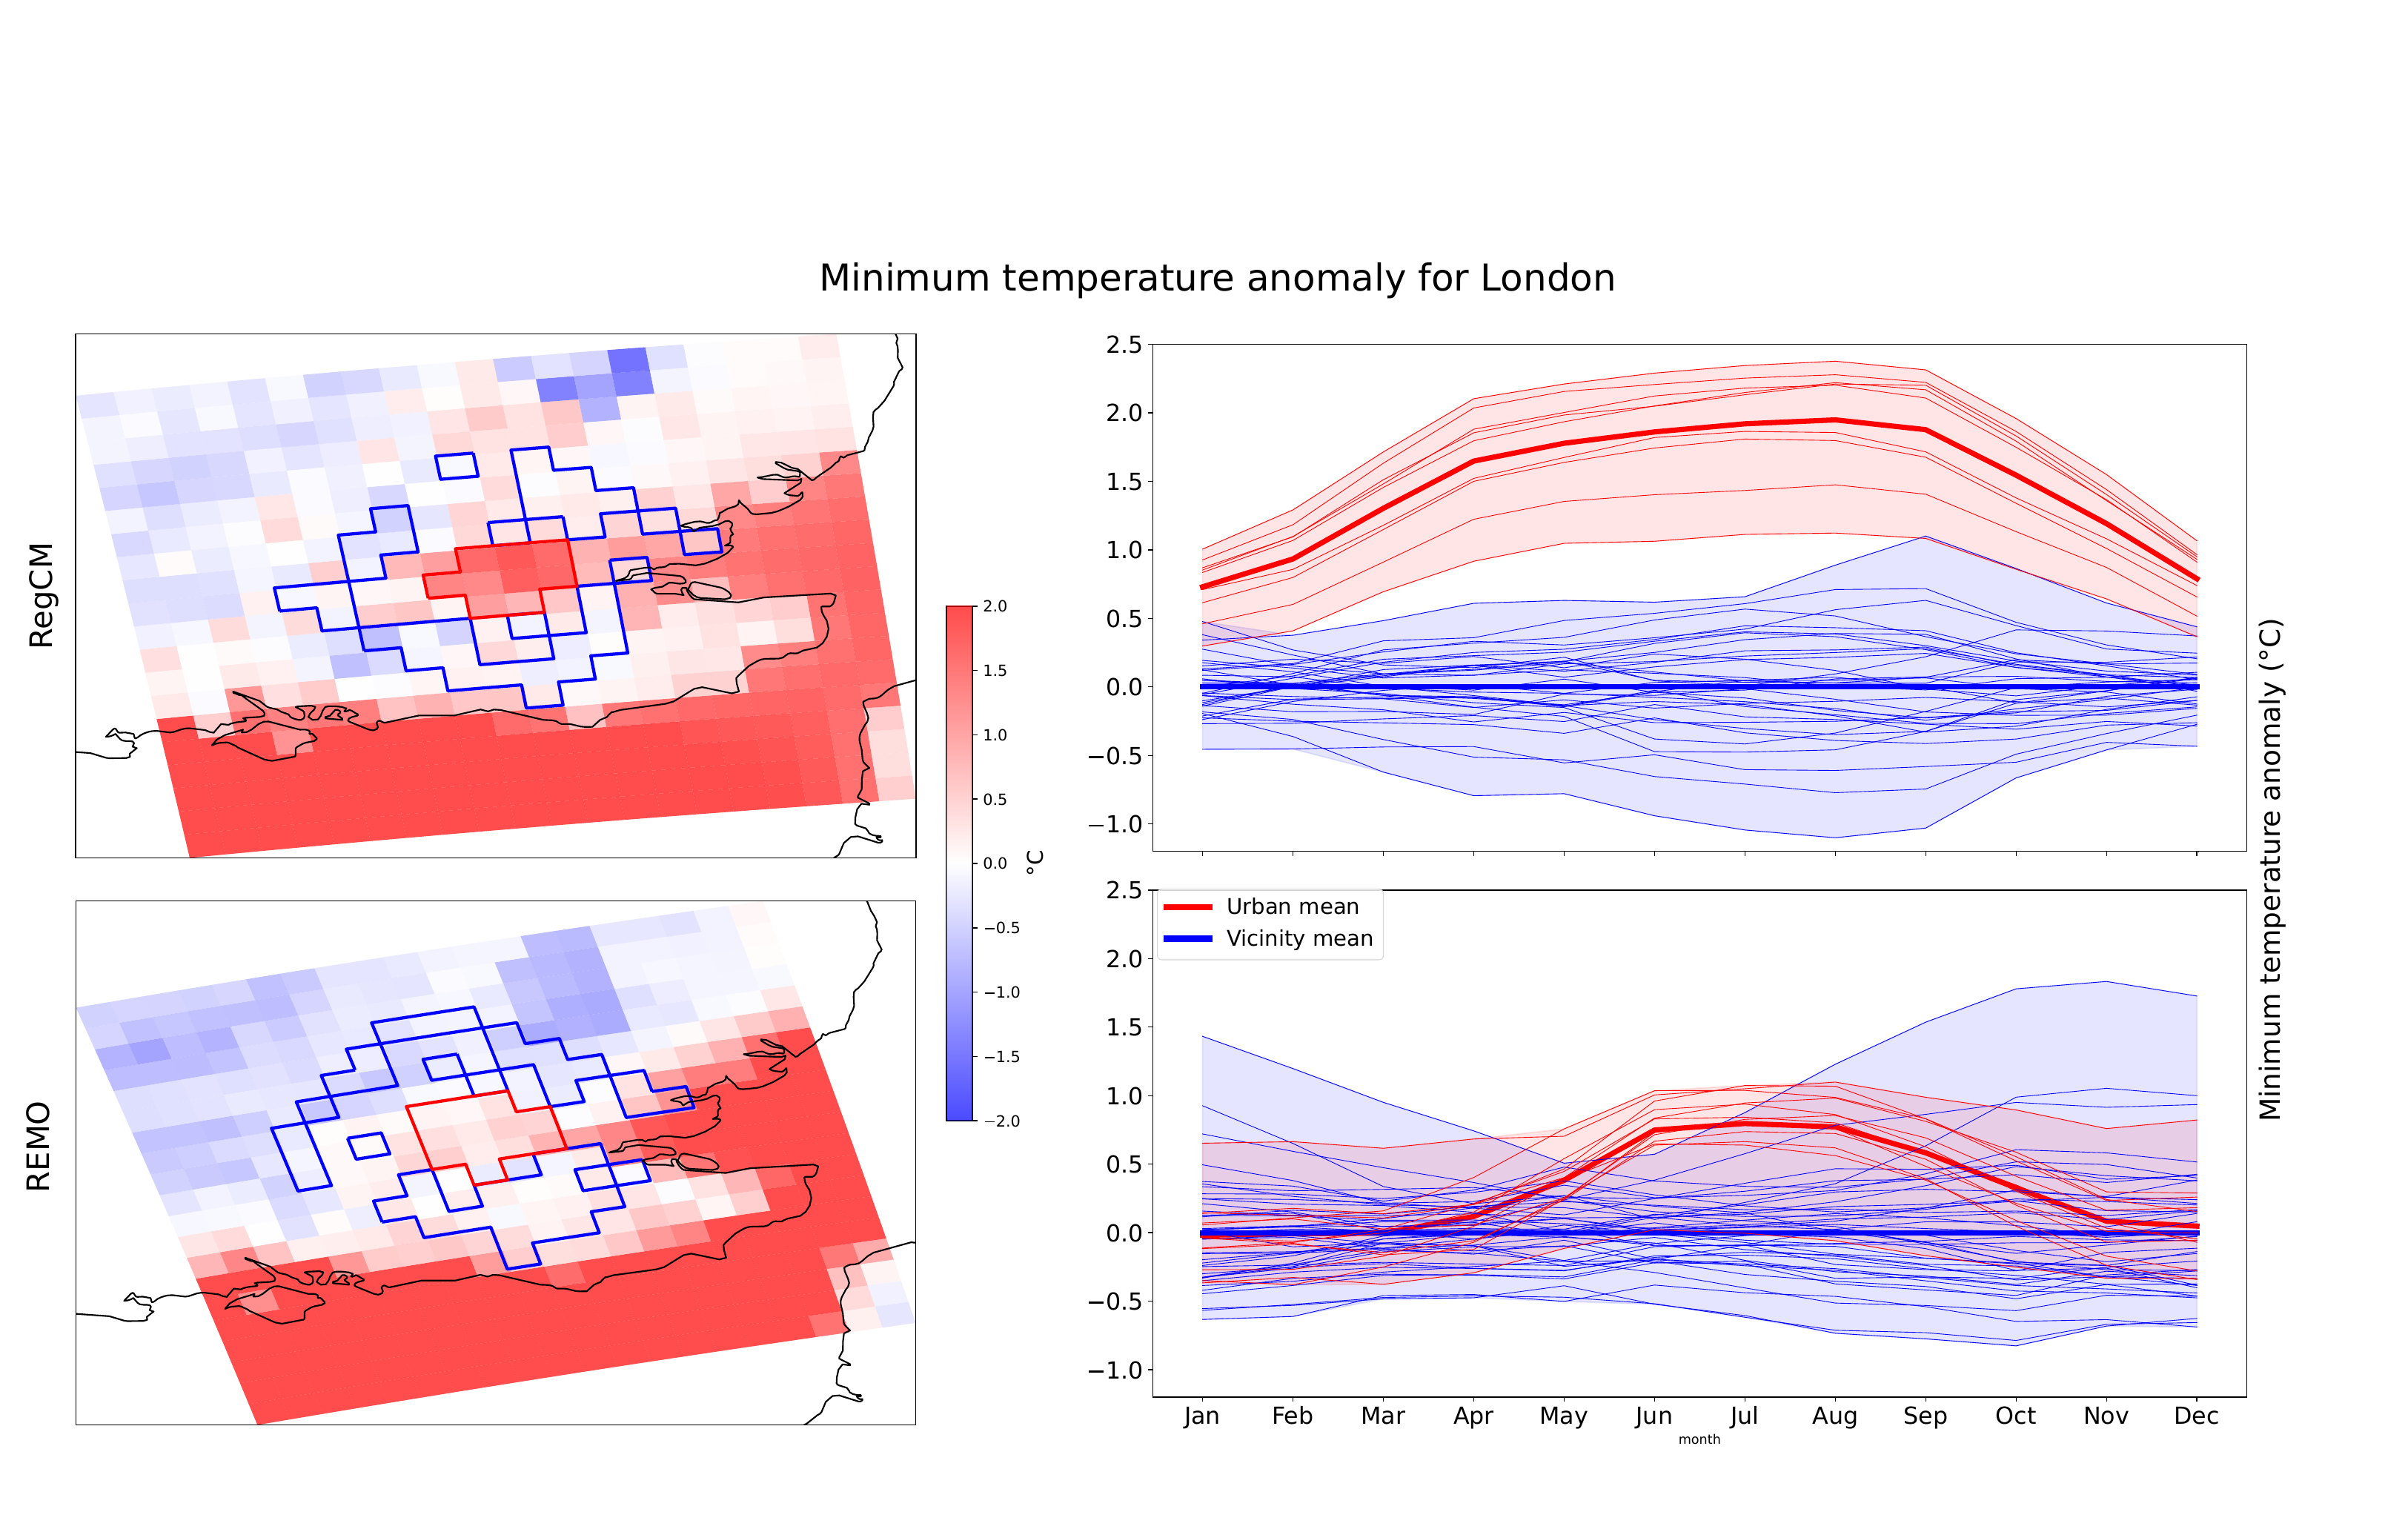 Minimum temperature anomaly for London
RegCM
REMO
2.0
1.5
1.0
0.5
0.0
−0.5
−1.0
−1.5
−2.0
°C
2.5
2.0
1.5
1.0
0.5
0.0
−0.5
−1.0
2.5
2.0
1.5
1.0
0.5
0.0
−0.5
−1.0
Urban mean
Vicinity mean
Jan Feb Mar Apr May Jun Jul Aug Sep Oct Nov Dec
month
Minimum temperature anomaly (°C)